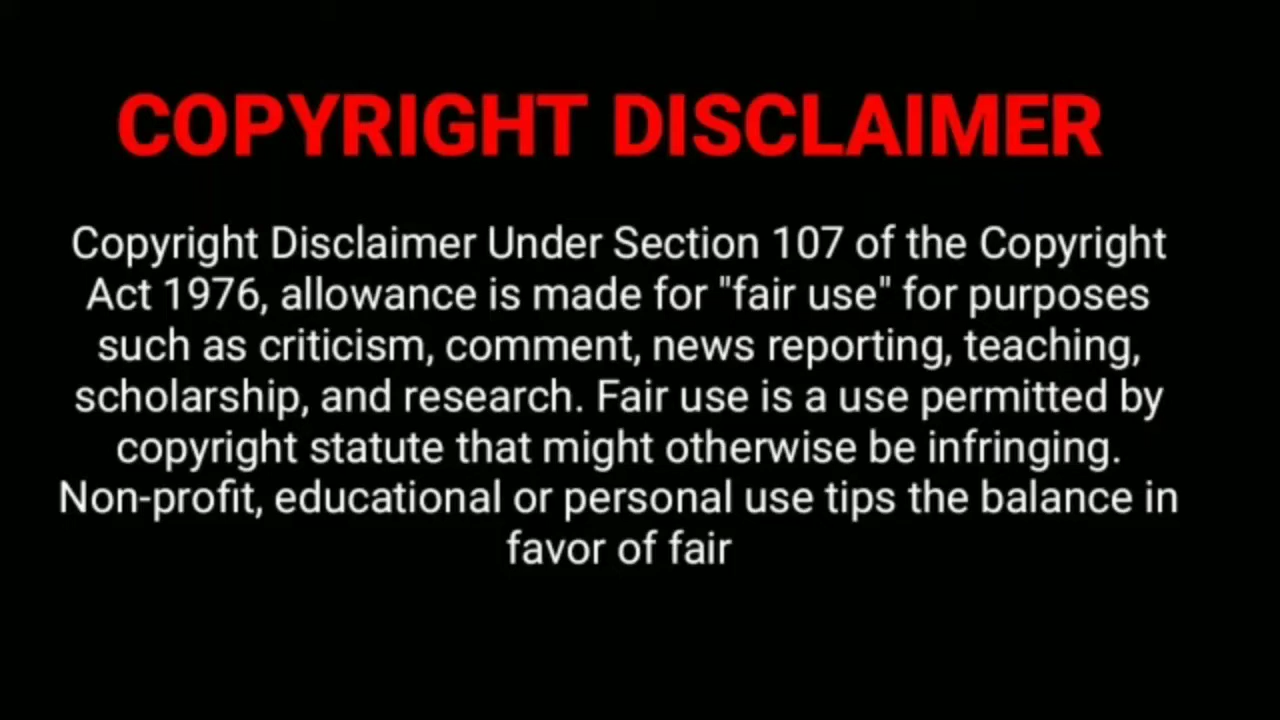 COPYRIGHT DISCLAIMER
Copyright Disclaimer Under Section 107 of the Copyright
Act 1976, allowance is made for "fair use" for purposes
such as criticism, comment, news reporting, teaching,
scholarship, and research. Fair use is a use permitted by
copyright statute that might otherwise be infringing.
Non-profit, educational or personal use tips the balance in
favor of fair